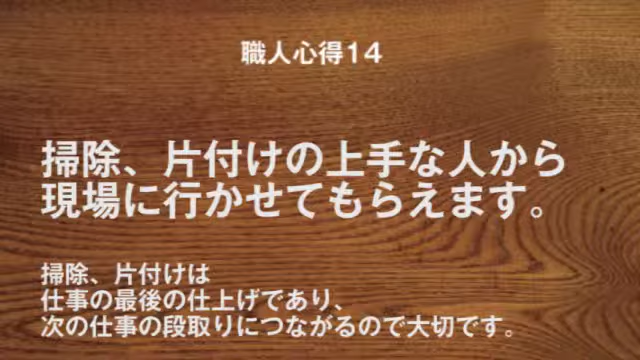 職人心得14
掃除、片付けの上手な人から
現場に行かせてもらえます。
掃除、片付けは
仕事の最後の仕上げであり、
次の仕事の段取りにつながるので大切です。